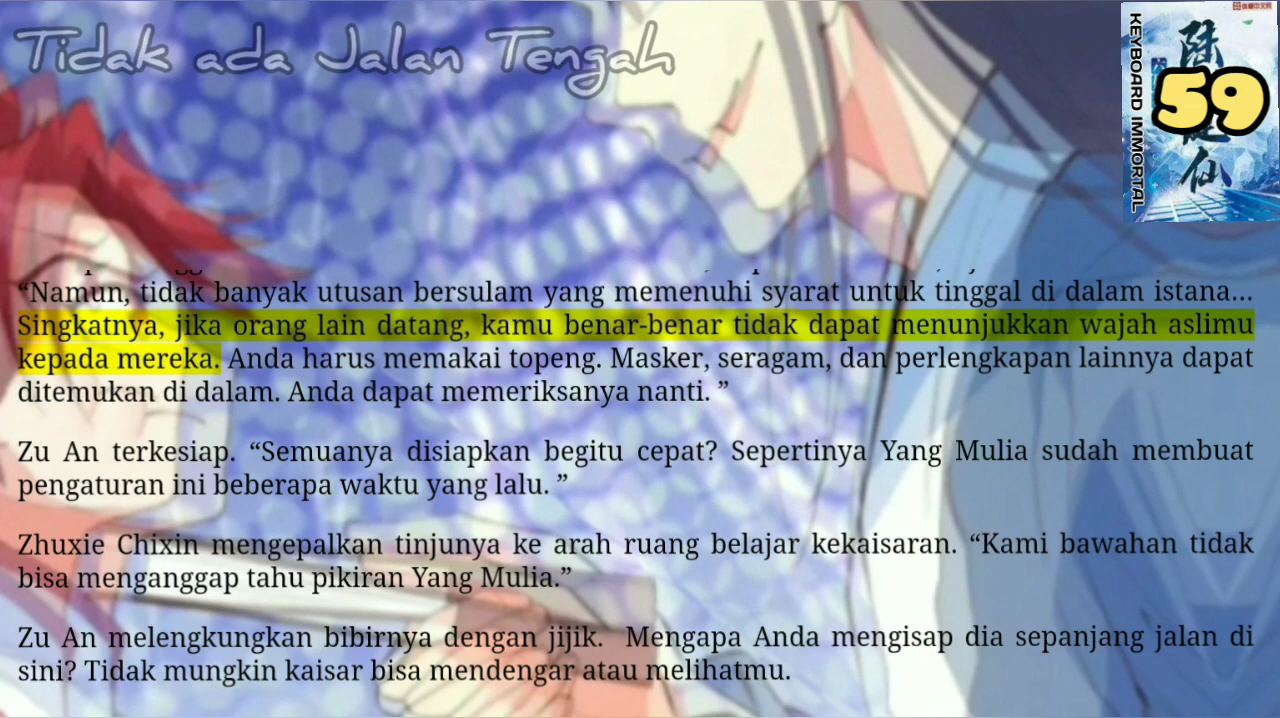 Tidak ada Jalan Tengah
KEYBOARD IMMORTAL
59
“Namun, tidak banyak utusan bersulam yang memenuhi syarat untuk tinggal di dalam istana...
Singkatnya, jika orang lain datang, kamu benar-benar tidak dapat menunjukkan wajah aslimu
kepada mereka. Anda harus memakai topeng. Masker, seragam, dan perlengkapan lainnya dapat
ditemukan di dalam. Anda dapat memeriksanya nanti. ”
Zu An terkesiap. “Semuanya disiapkan begitu cepat? Sepertinya Yang Mulia sudah membuat
pengaturan ini beberapa waktu yang lalu. ”
Zhuxie Chixin mengepalkan tinjunya ke arah ruang belajar kekaisaran. “Kami bawahan tidak
bisa menganggap tahu pikiran Yang Mulia.”
Zu An melengkungkan bibirnya dengan jijik.  Mengapa Anda mengisap dia sepanjang jalan di
sini? Tidak mungkin kaisar bisa mendengar atau melihatmu.